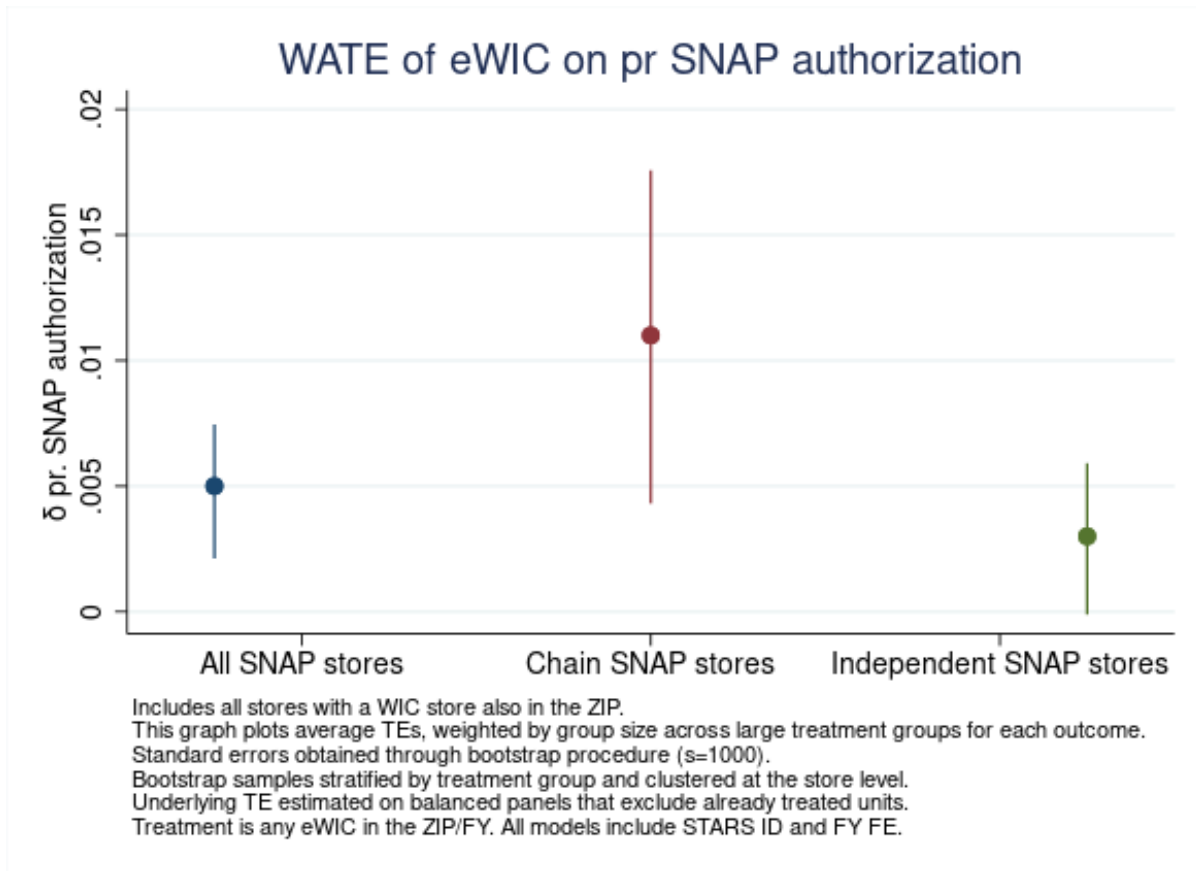 WATE of eWIC on pr SNAP authorization
δ pr. SNAP authorization
.02
.015
.01
.005
0
All SNAP stores
Chain SNAP stores
Independent SNAP stores
Includes all stores with a WIC store also in the ZIP.
This graph plots average TEs, weighted by group size across large treatment groups for each outcome.
Standard errors obtained through bootstrap procedure (s=1000).
Bootstrap samples stratified by treatment group and clustered at the store level.
Underlying TE estimated on balanced panels that exclude already treated units.
Treatment is any eWIC in the ZIP/FY. All models include STARS ID and FY FE.